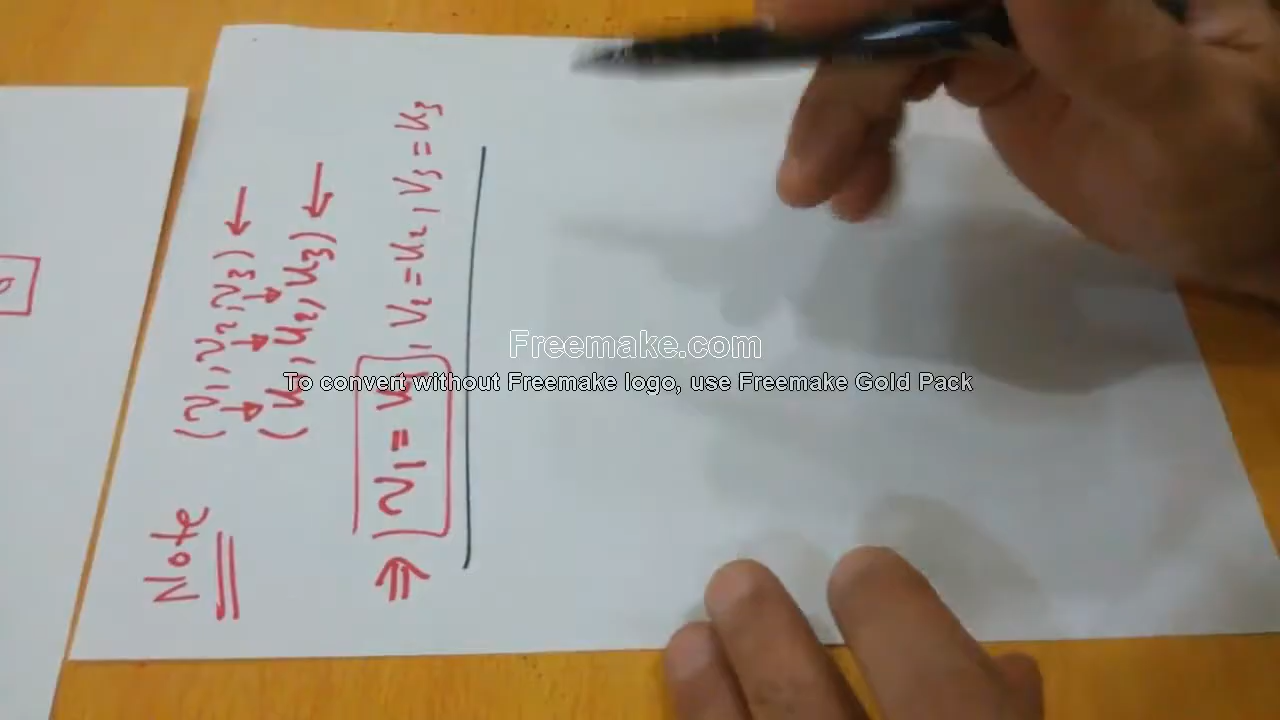 Note
(v1, v2, v3) ←
(u1, u2, u3) ←
⇒ v1 = u1, v2 = u2, v3 = u3
Freemake.com
To convert without Freemake logo, use Freemake Gold Pack